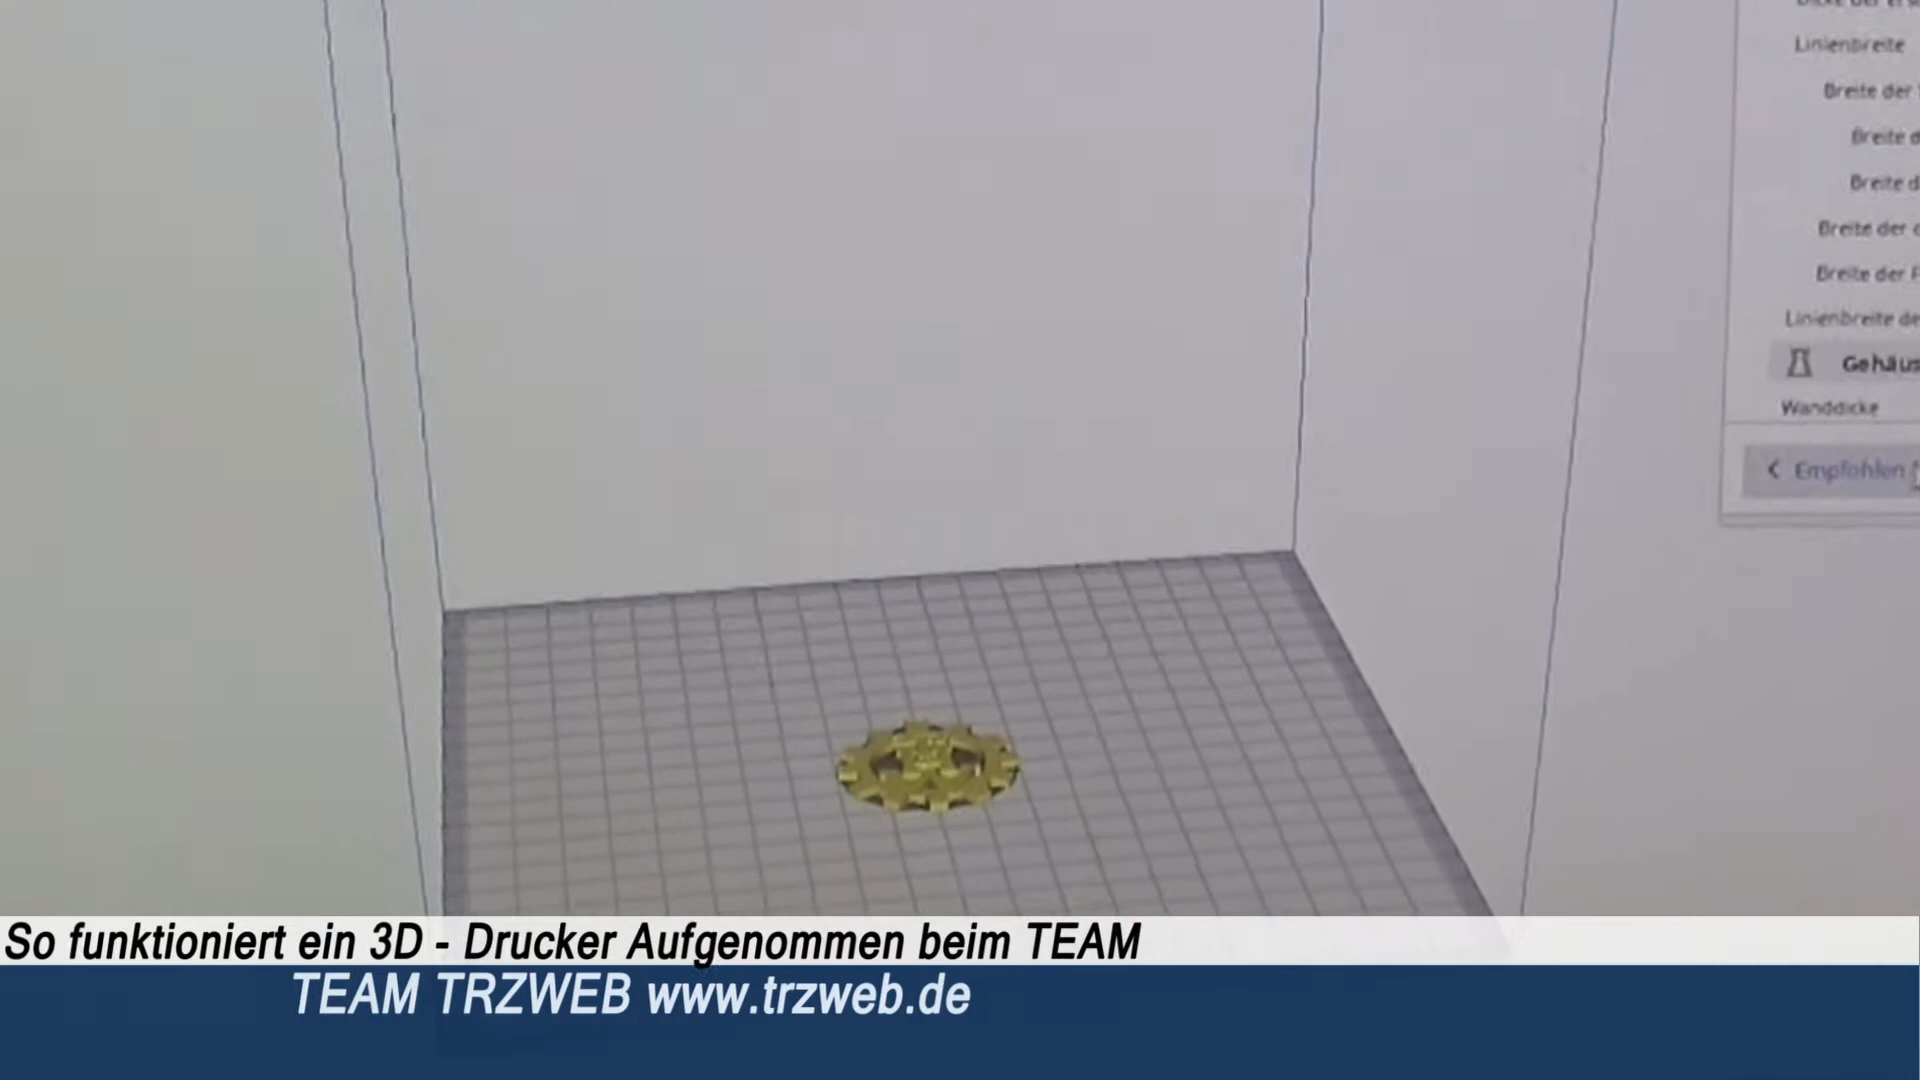 Linienbreite
Breite der
Breite
Breite
Breite der
Breite der
Linienbreite
Wanddicke
Empfohlen
So funktioniert ein 3D - Drucker Aufgenommen beim TEAM
TEAM TRZWEB www.trzweb.de